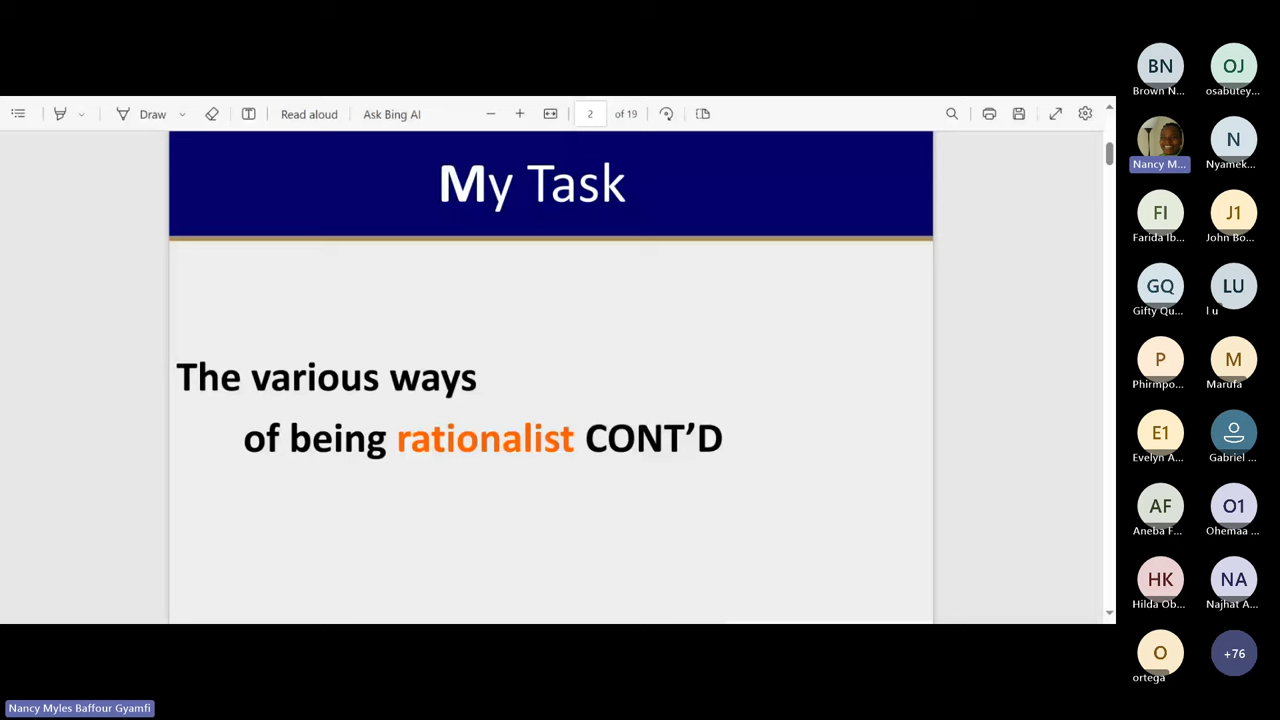 Draw
Read aloud
Ask Bing AI
2
of 19
My Task
The various ways
of being rationalist CONT’D
BN
Brown N...
OJ
osabutey...
Nancy M...
N
Nyamek...
FI
Farida Ib...
J1
John Bo...
GQ
Gifty Qu...
LU
l u
P
Phirmpo...
M
Marufa
E1
Evelyn A...
Gabriel ...
AF
Aneba F...
O1
Ohemaa ...
HK
Hilda Ob...
NA
Najhat A...
O
ortega
+76
Nancy Myles Baffour Gyamfi